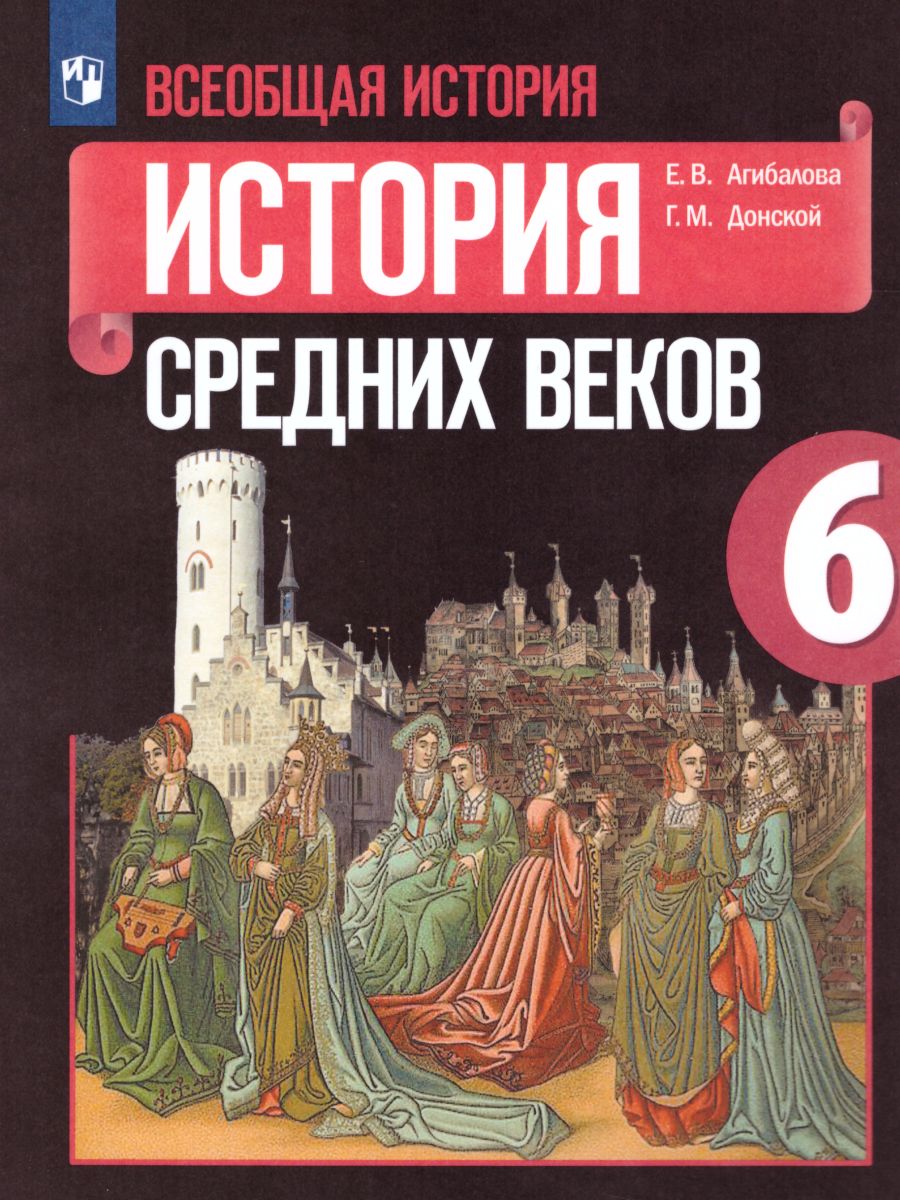 ВСЕОБЩАЯ ИСТОРИЯ
ИСТОРИЯ
Е. В. Агибалова
Г. М. Донской
СРЕДНИХ ВЕКОВ
6